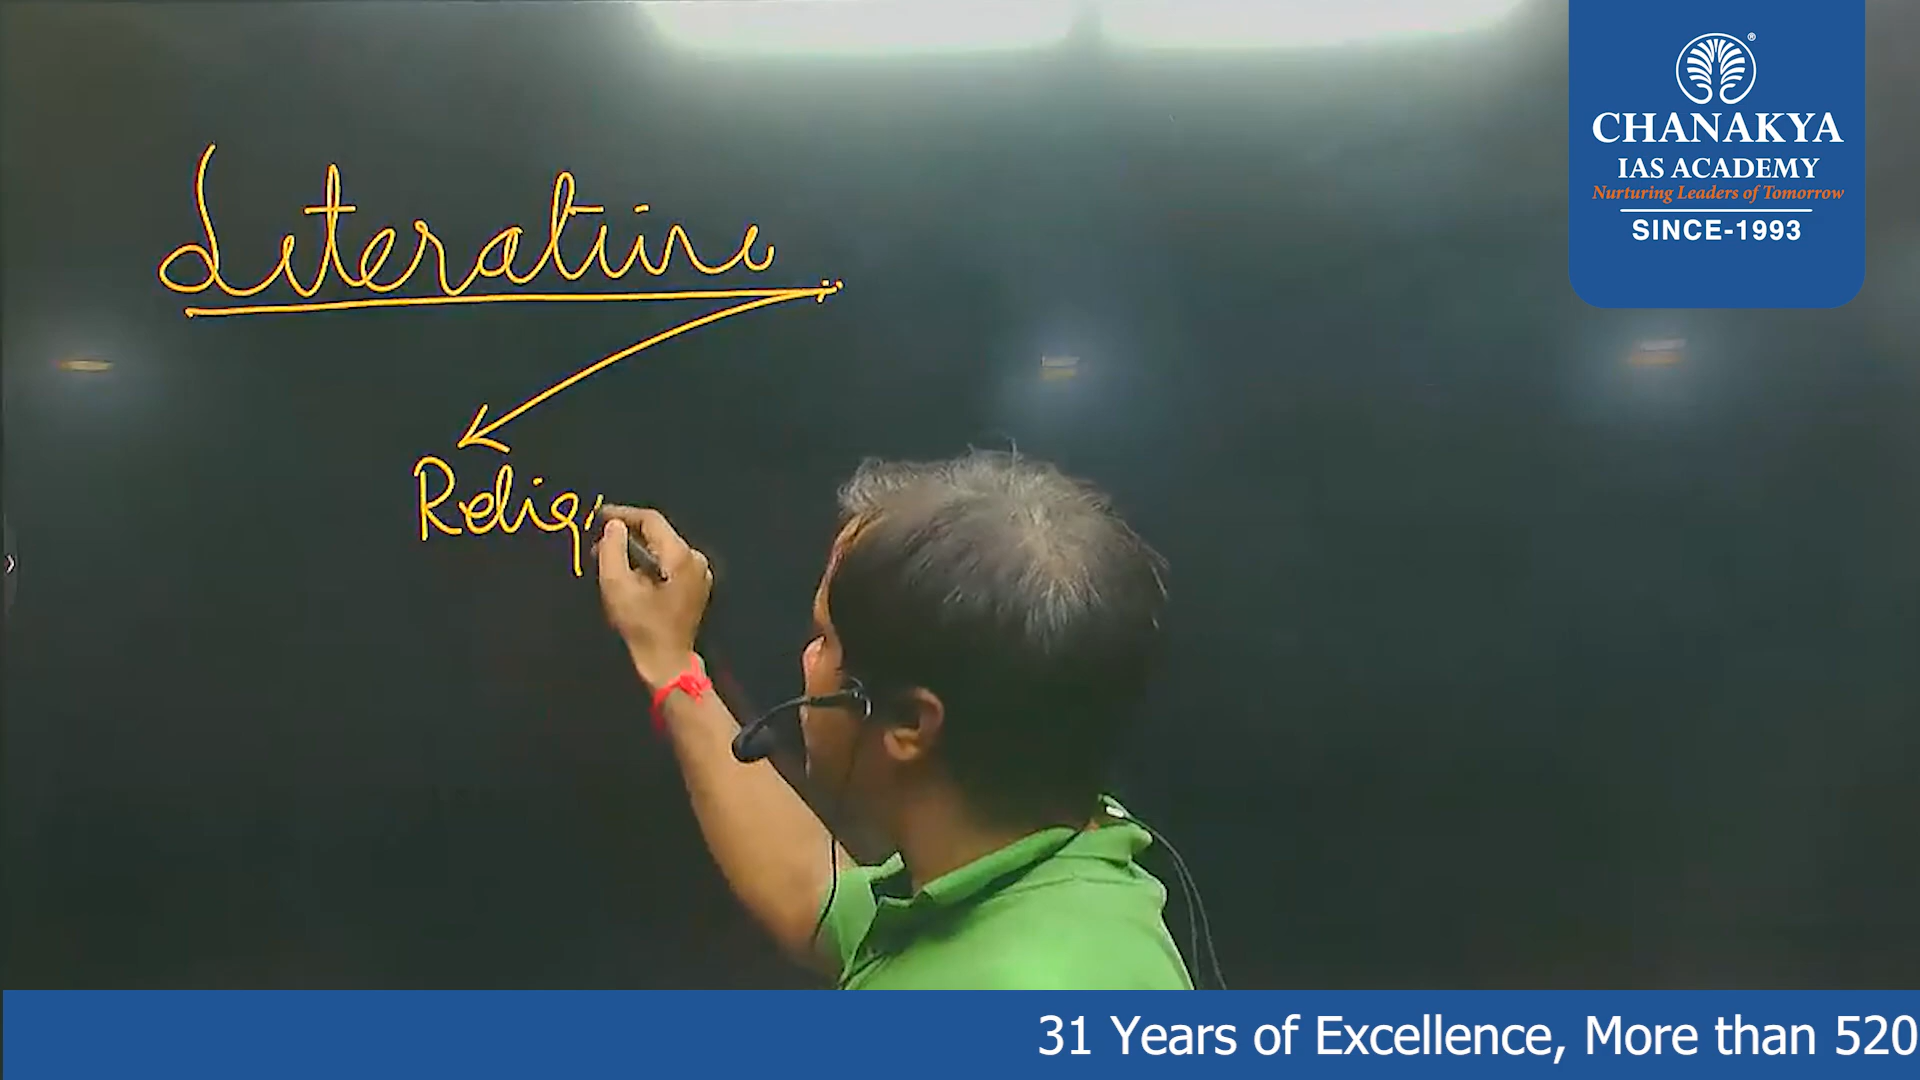 Literature
Relig
CHANAKYA
IAS ACADEMY
Nurturing Leaders of Tomorrow
SINCE-1993
31 Years of Excellence, More than 520